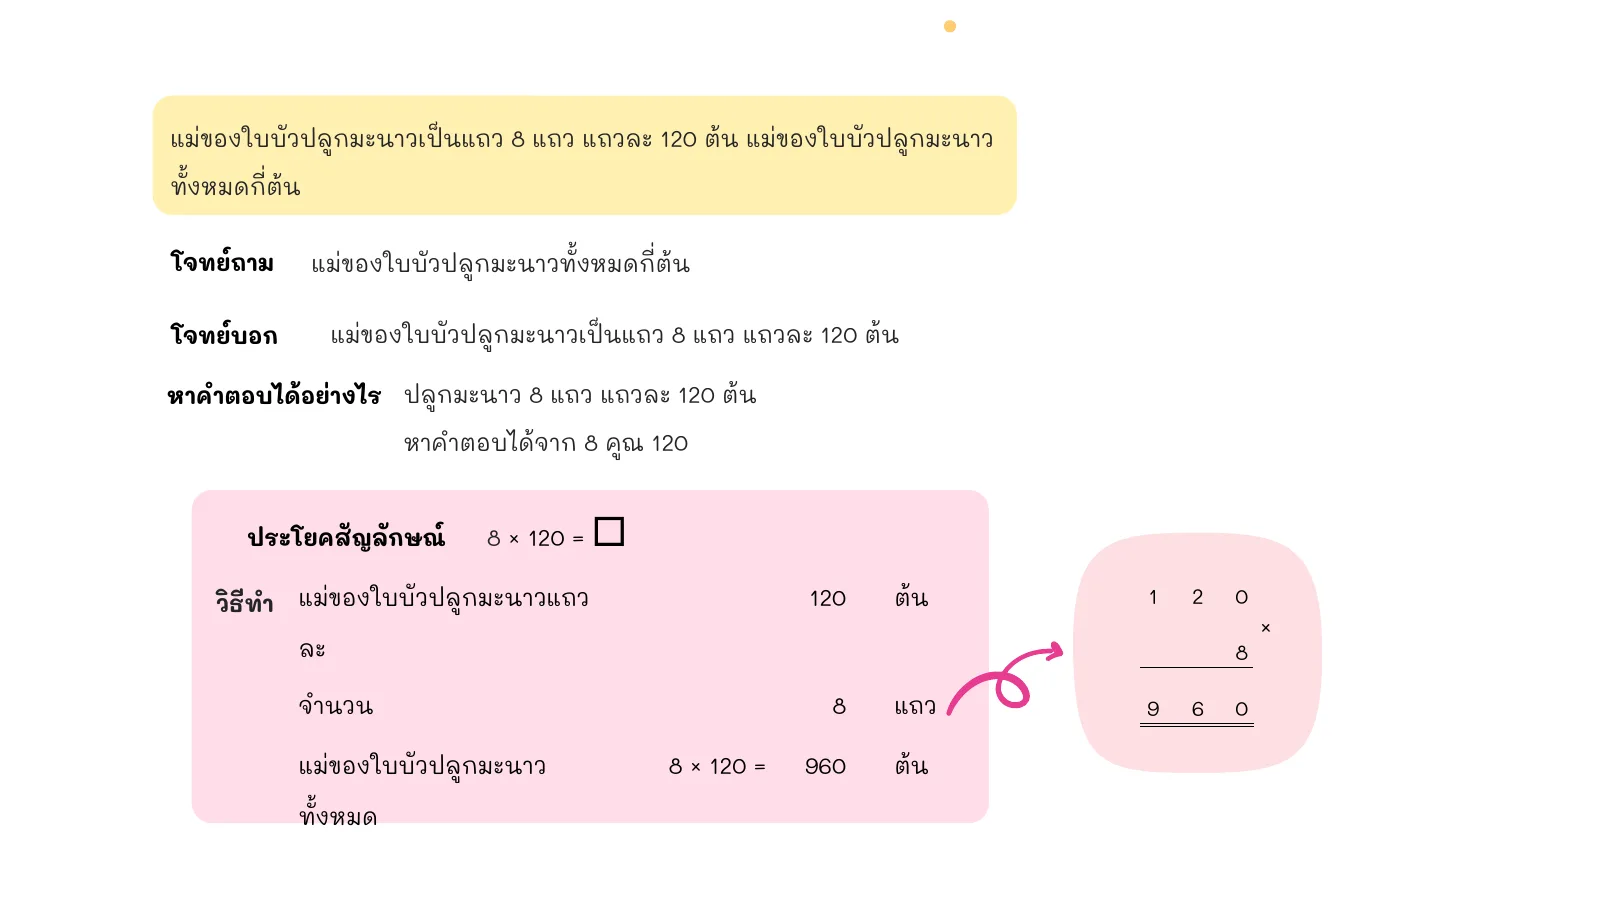 แม่ของใบบัวปลูกมะนาวเป็นแถว 8 แถว แถวละ 120 ต้น แม่ของใบบัวปลูกมะนาว
ทั้งหมดกี่ต้น
โจทย์ถาม แม่ของใบบัวปลูกมะนาวทั้งหมดกี่ต้น
โจทย์บอก แม่ของใบบัวปลูกมะนาวเป็นแถว 8 แถว แถวละ 120 ต้น
หาคำตอบได้อย่างไร ปลูกมะนาว 8 แถว แถวละ 120 ต้น
หาคำตอบได้จาก 8 คูณ 120
ประโยคสัญลักษณ์ 8 × 120 = □
วิธีทำ แม่ของใบบัวปลูกมะนาวแถว 120 ต้น
ละ
จำนวน 8 แถว
แม่ของใบบัวปลูกมะนาว 8 × 120 = 960 ต้น
ทั้งหมด
1 2 0
×
8
9 6 0